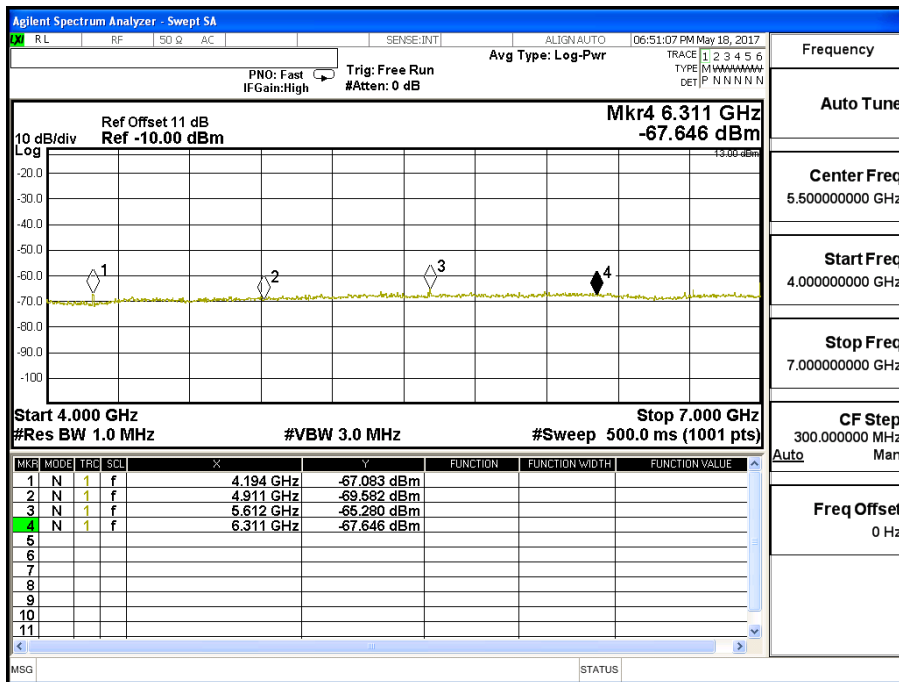 Agilent Spectrum Analyzer - Swept SA
LXI RL RF 50 Ω AC SENSE:INT ALIGNAUTO 06:51:07 PM May 18, 2017
Frequency
Avg Type: Log-Pwr
TRACE 1 2 3 4 5 6
TYPE M W W W W W
DET P N N N N N
PNO: Fast
IFGain:High
Trig: Free Run
#Atten: 0 dB
Auto Tune
Ref Offset 11 dB
Ref -10.00 dBm
Mkr4 6.311 GHz
-67.646 dBm
10 dB/div
Log
-13.00 dBm
-20.0
-30.0
-40.0
-50.0
-60.0
-70.0
-80.0
-90.0
-100
1
2
3
4
Center Freq
5.500000000 GHz
Start Freq
4.000000000 GHz
Stop Freq
7.000000000 GHz
CF Step
300.000000 MHz
Auto Man
Freq Offset
0 Hz
Start 4.000 GHz Stop 7.000 GHz
#Res BW 1.0 MHz #VBW 3.0 MHz #Sweep 500.0 ms (1001 pts)
MKR MODE TRC SCL X Y FUNCTION FUNCTION WIDTH FUNCTION VALUE
1 N 1 f 4.194 GHz -67.083 dBm
2 N 1 f 4.911 GHz -69.582 dBm
3 N 1 f 5.612 GHz -65.280 dBm
4 N 1 f 6.311 GHz -67.646 dBm
5
6
7
8
9
10
11
MSG STATUS